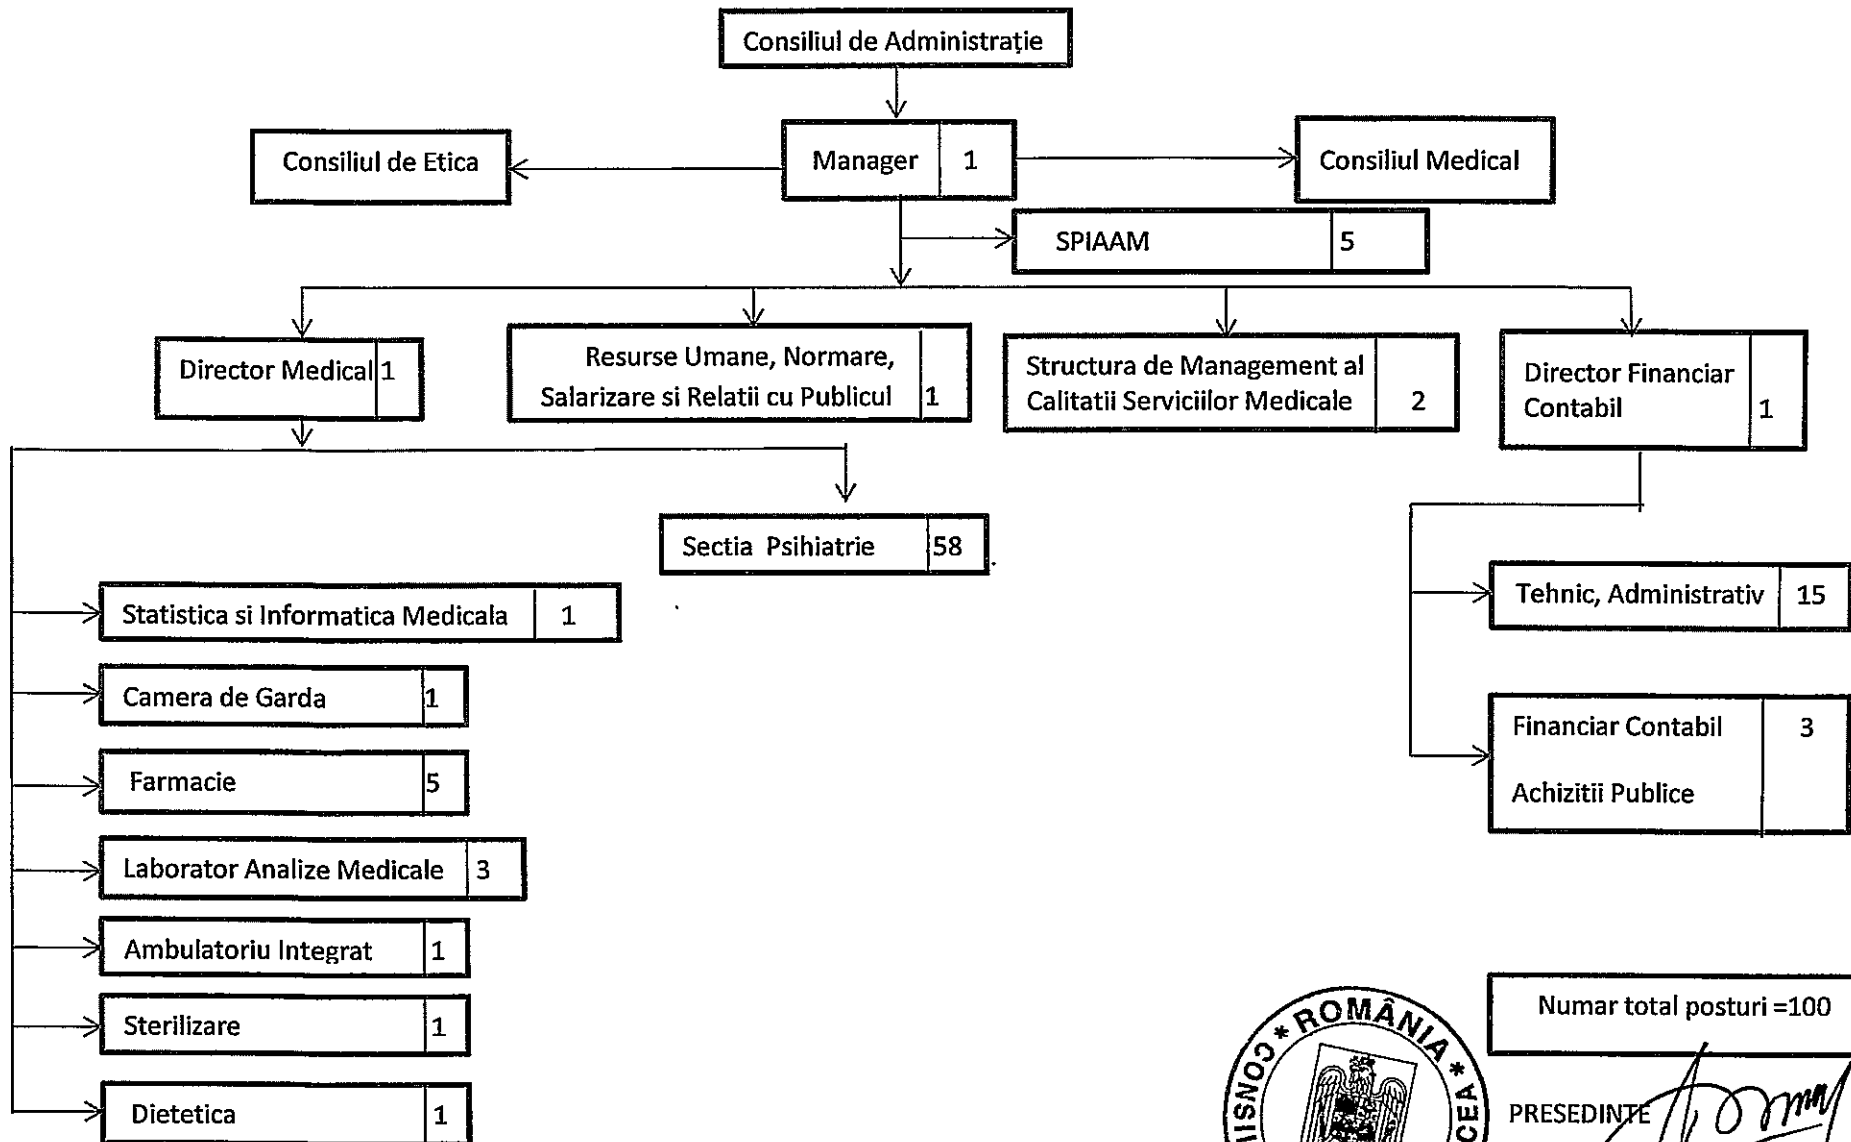 Consiliul de Administrație
Consiliul de Etica
Manager 1
Consiliul Medical
SPIAAM 5
Director Medical 1
Resurse Umane, Normare,
Salarizare si Relatii cu Publicul 1
Structura de Management al
Calitatii Serviciilor Medicale 2
Director Financiar
Contabil 1
Sectia Psihiatrie 58
Statistica si Informatica Medicala 1
Camera de Garda 1
Farmacie 5
Laborator Analize Medicale 3
Ambulatoriu Integrat 1
Sterilizare 1
Dietetica 1
Tehnic, Administrativ 15
Financiar Contabil 3
Achizitii Publice
Numar total posturi =100
* ROMÂNIA *
PRESEDINTE